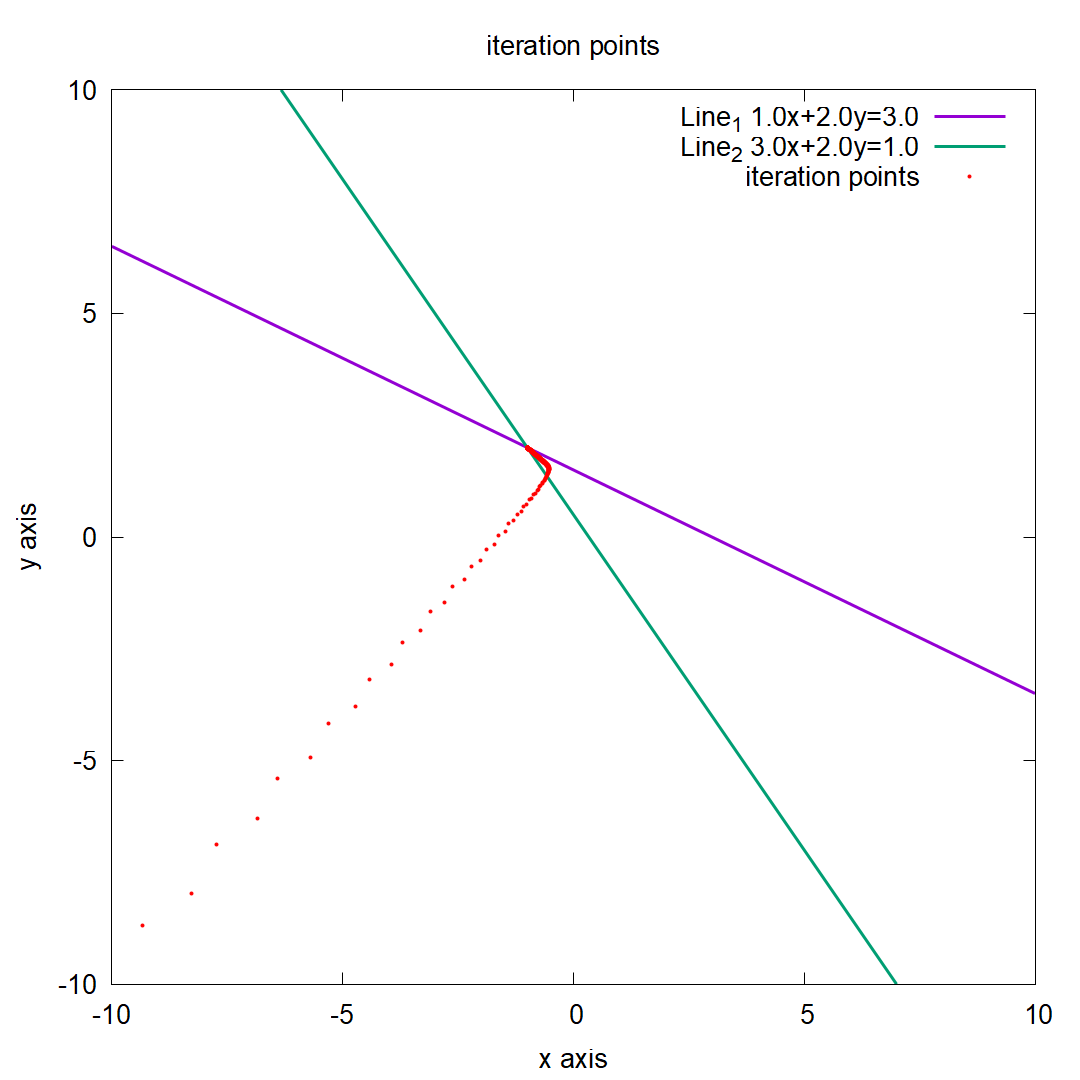 iteration points
Line₁ 1.0x+2.0y=3.0
Line₂ 3.0x+2.0y=1.0
iteration points
10
5
0
-5
-10
y axis
-10
-5
0
5
10
x axis